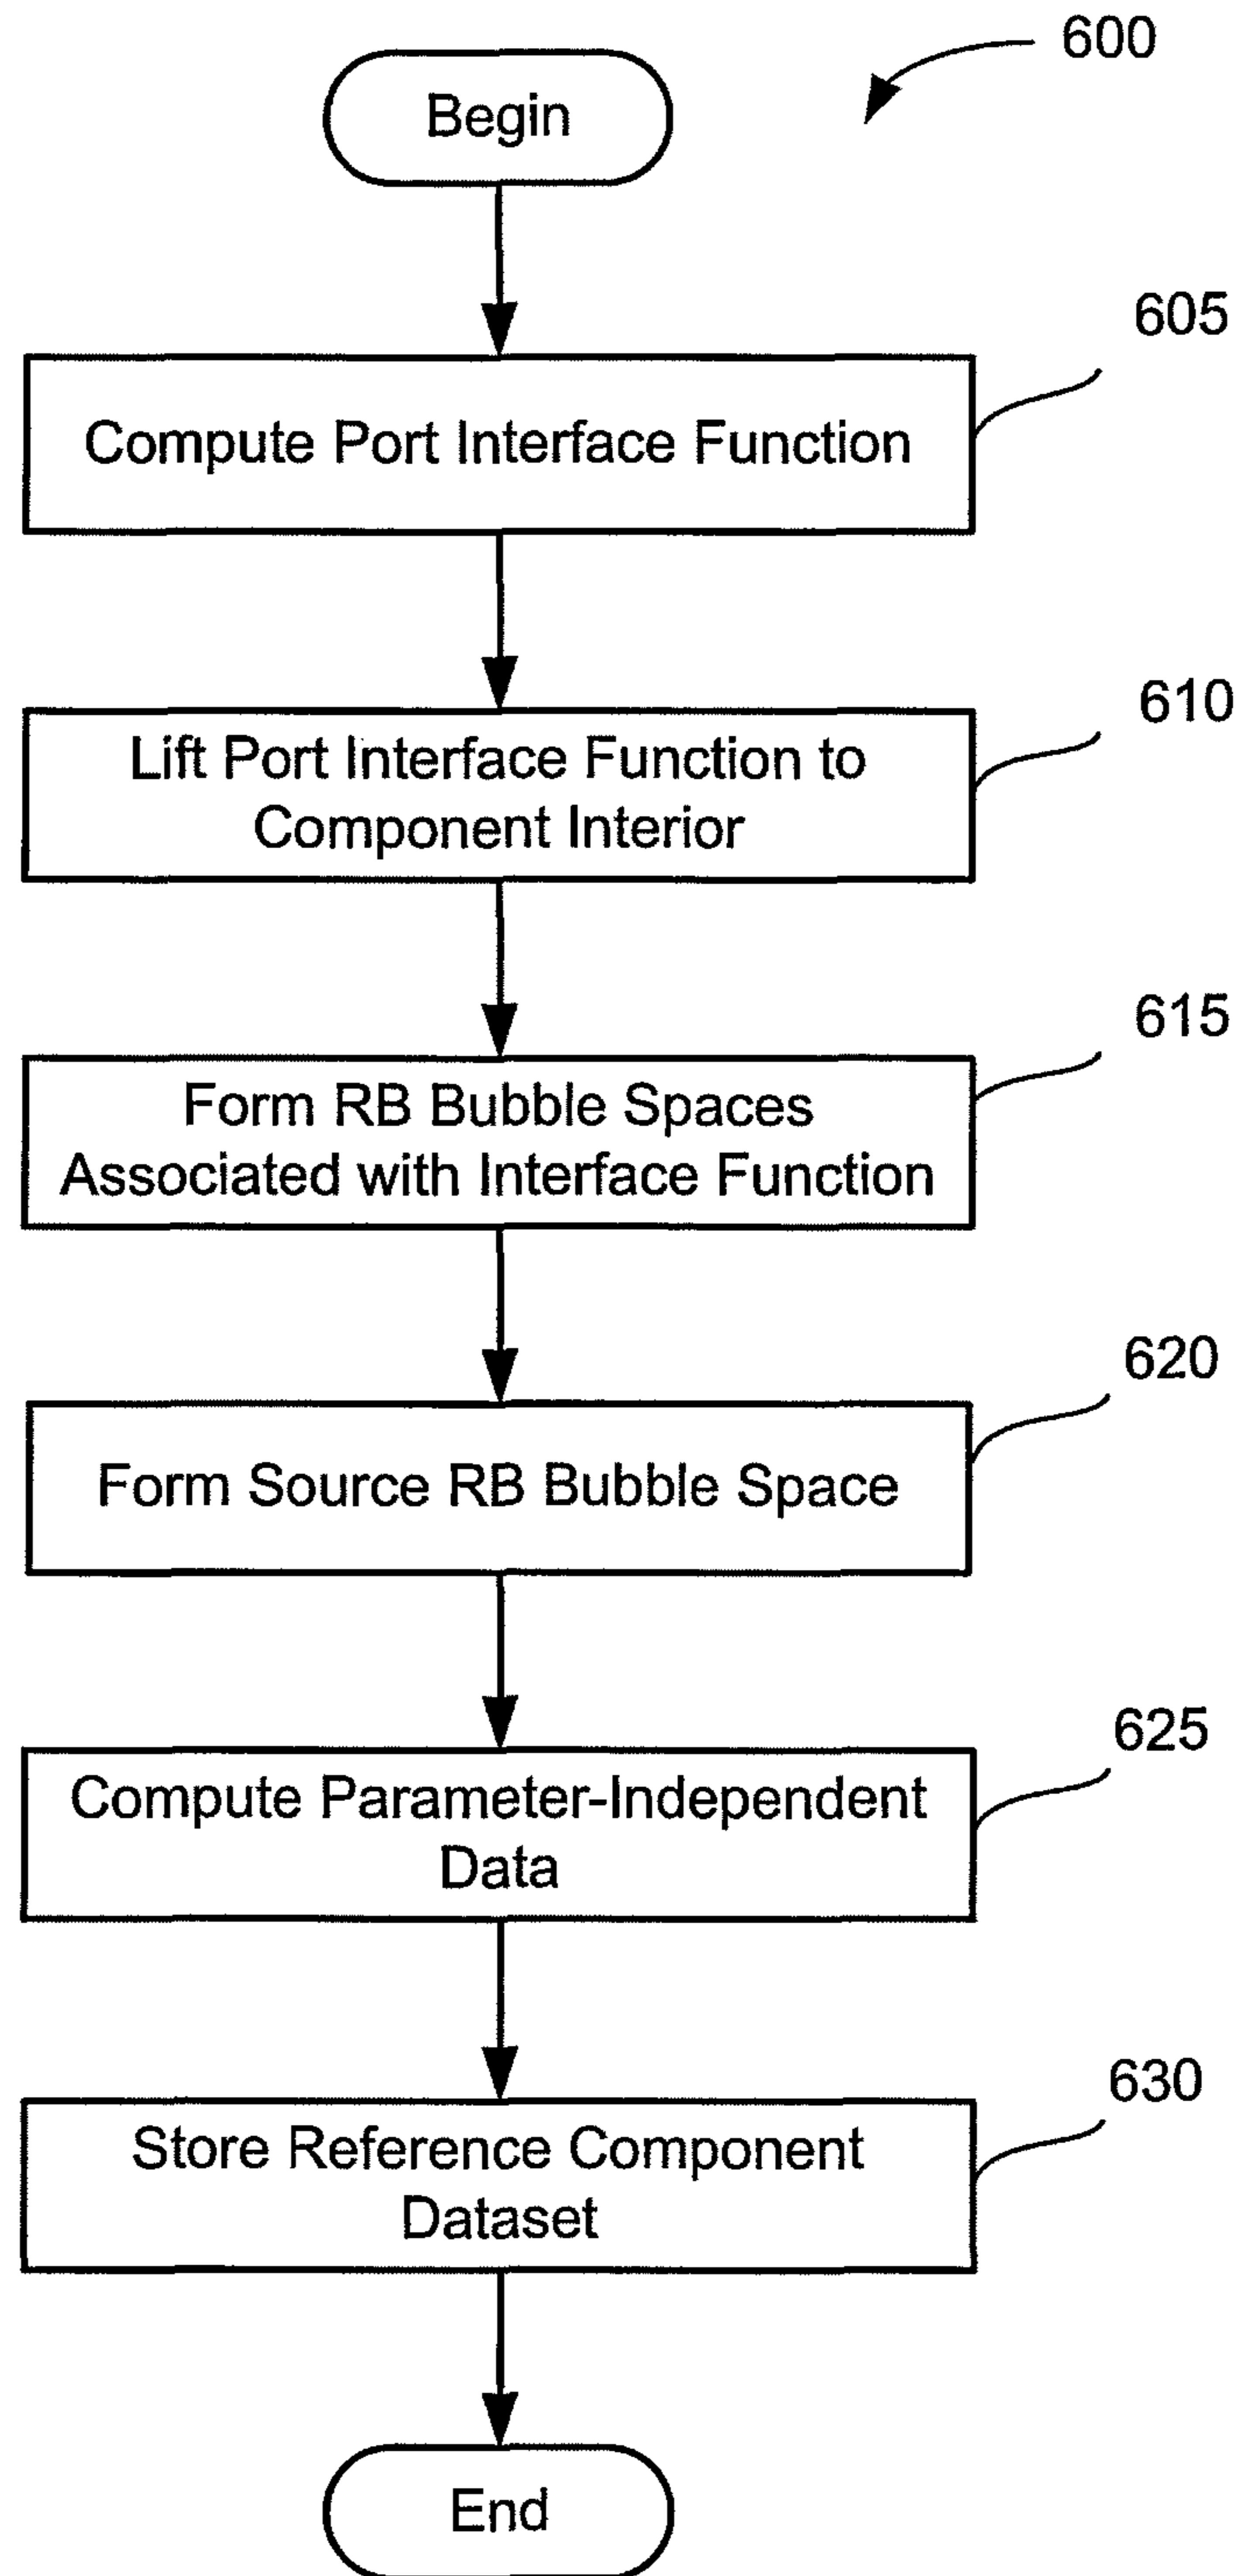 600
Begin
605
Compute Port Interface Function
610
Lift Port Interface Function to
Component Interior
615
Form RB Bubble Spaces
Associated with Interface Function
620
Form Source RB Bubble Space
625
Compute Parameter-Independent
Data
630
Store Reference Component
Dataset
End